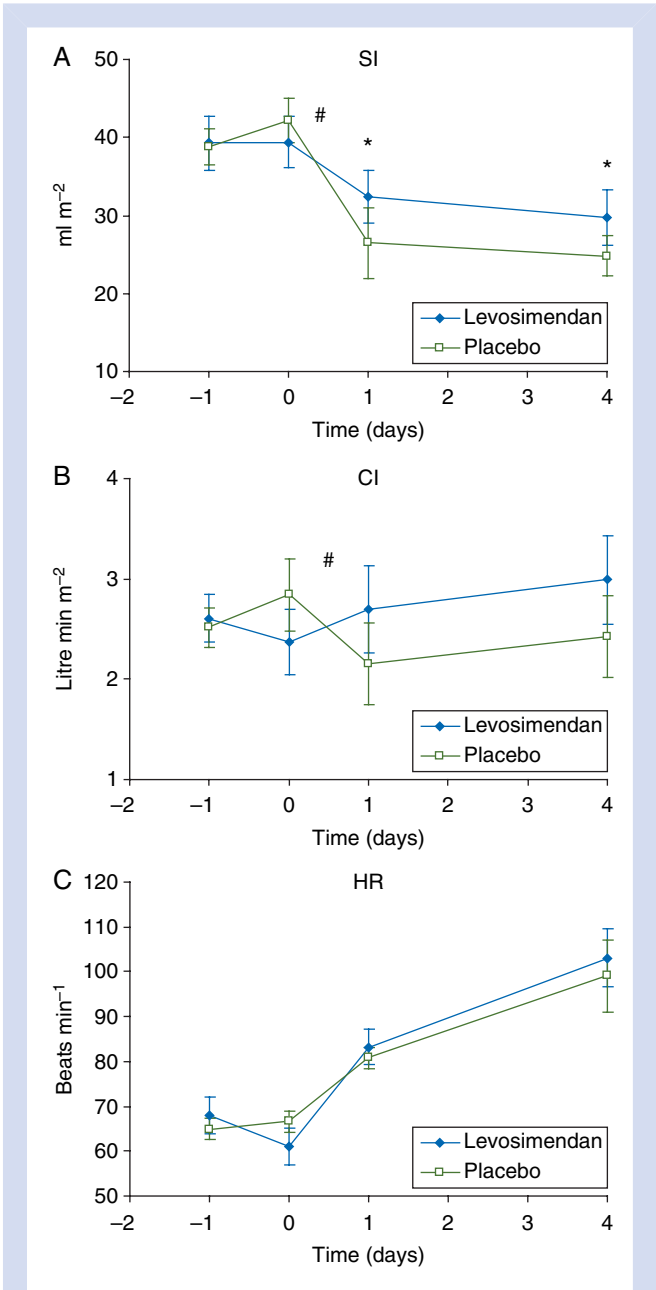 A
SI
50
#
*
*
40
30
20
10
ml m⁻²
Levosimendan
Placebo
−2 −1 0 1 2 3 4
Time (days)
B
CI
4
#
3
2
1
Litre min m⁻²
Levosimendan
Placebo
−2 −1 0 1 2 3 4
Time (days)
C
HR
120
110
100
90
80
70
60
50
Beats min⁻¹
Levosimendan
Placebo
−2 −1 0 1 2 3 4
Time (days)